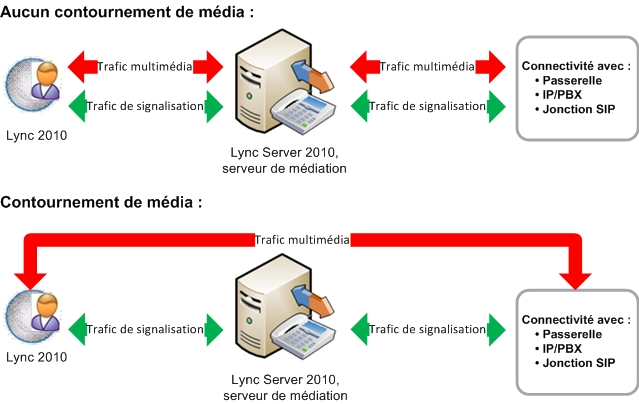 Aucun contournement de média :
Trafic multimédia
Trafic multimédia
Connectivité avec :
• Passerelle
• IP/PBX
• Jonction SIP
Trafic de signalisation
Trafic de signalisation
Lync 2010
Lync Server 2010,
serveur de médiation
Contournement de média :
Trafic multimédia
Connectivité avec :
• Passerelle
• IP/PBX
• Jonction SIP
Trafic de signalisation
Trafic de signalisation
Lync 2010
Lync Server 2010,
serveur de médiation